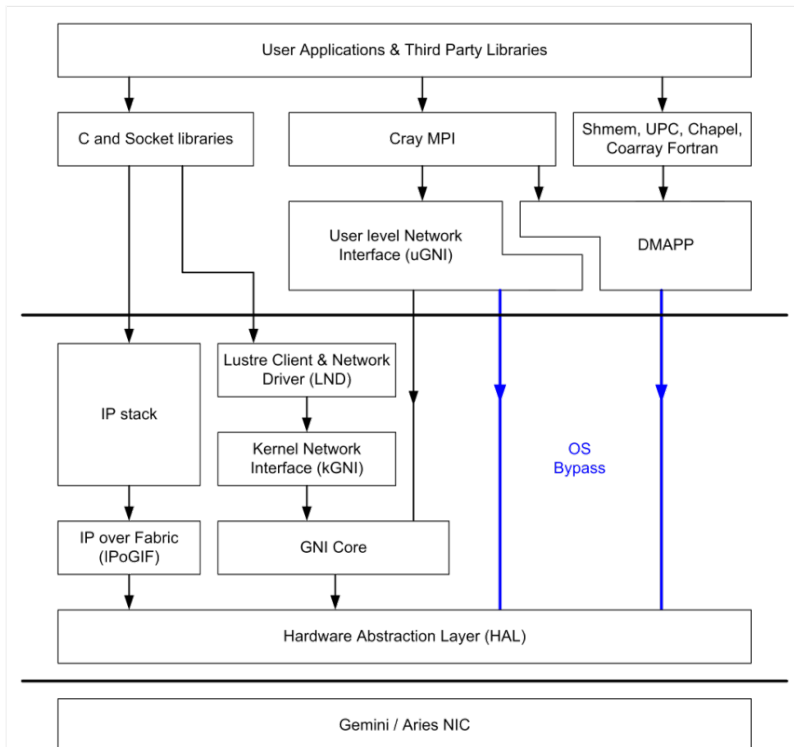 User Applications & Third Party Libraries
C and Socket libraries
Cray MPI
Shmem, UPC, Chapel,
Coarray Fortran
User level Network
Interface (uGNI)
DMAPP
Lustre Client & Network
Driver (LND)
IP stack
Kernel Network
Interface (kGNI)
OS
Bypass
IP over Fabric
(IPoGIF)
GNI Core
Hardware Abstraction Layer (HAL)
Gemini / Aries NIC